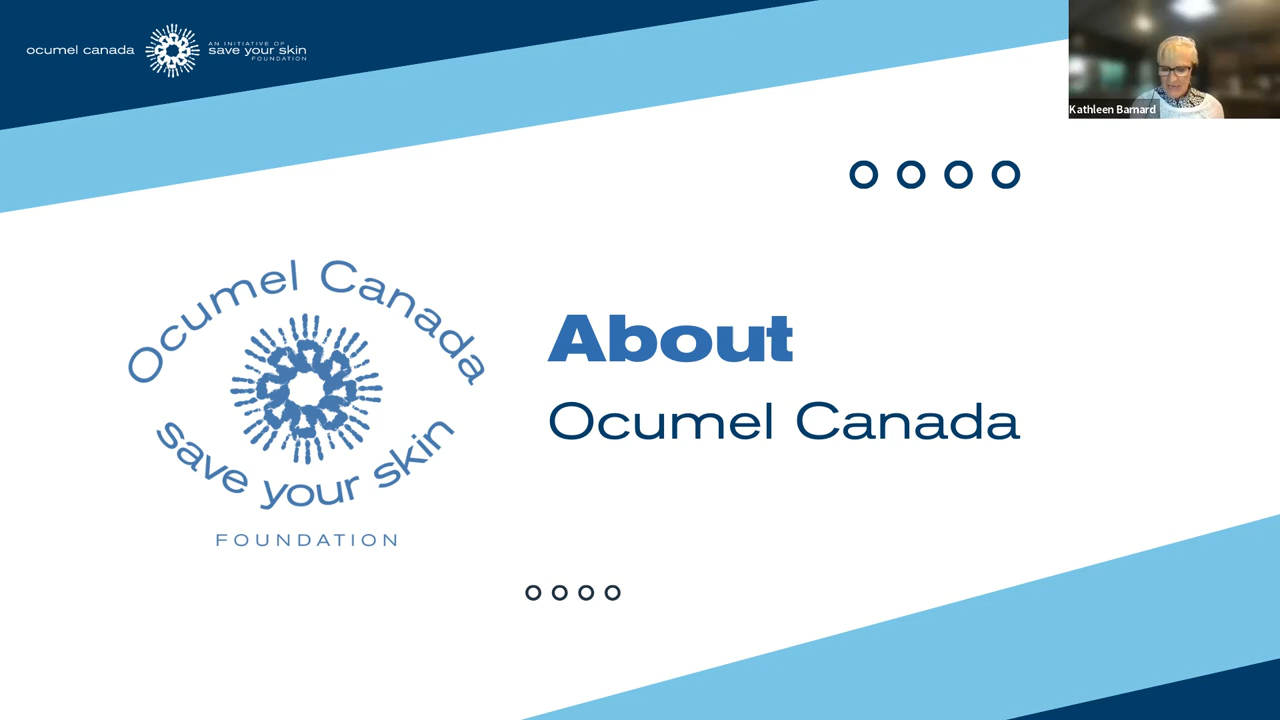 ocumel canada
AN INITIATIVE OF
save your skin
FOUNDATION
Kathleen Barnard
Ocumel Canada
save your skin
FOUNDATION
About
Ocumel Canada